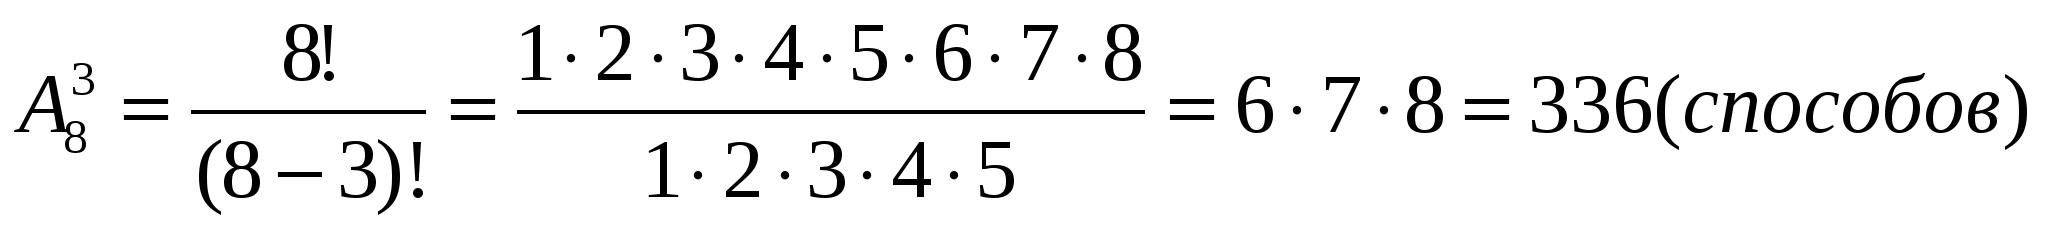 A₈³ = 8!/(8 − 3)! = (1·2·3·4·5·6·7·8)/(1·2·3·4·5) = 6·7·8 = 336(способов)